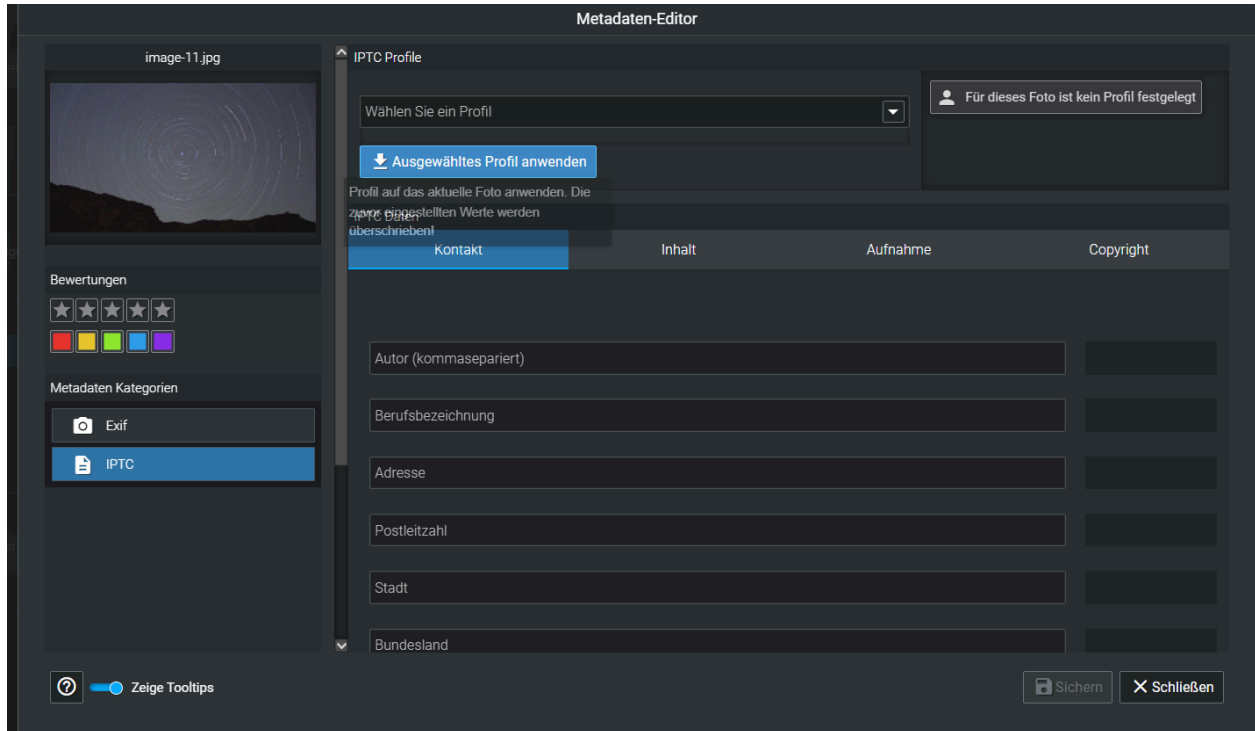 Metadaten-Editor
image-11.jpg
IPTC Profile
Wählen Sie ein Profil
Für dieses Foto ist kein Profil festgelegt
Ausgewähltes Profil anwenden
Profil auf das aktuelle Foto anwenden. Die
zuvor eingestellten Werte werden
überschrieben!
IPTC Daten
Kontakt
Inhalt
Aufnahme
Copyright
Bewertungen
Metadaten Kategorien
Exif
IPTC
Autor (kommasepariert)
Berufsbezeichnung
Adresse
Postleitzahl
Stadt
Bundesland
Zeige Tooltips
Sichern
Schließen